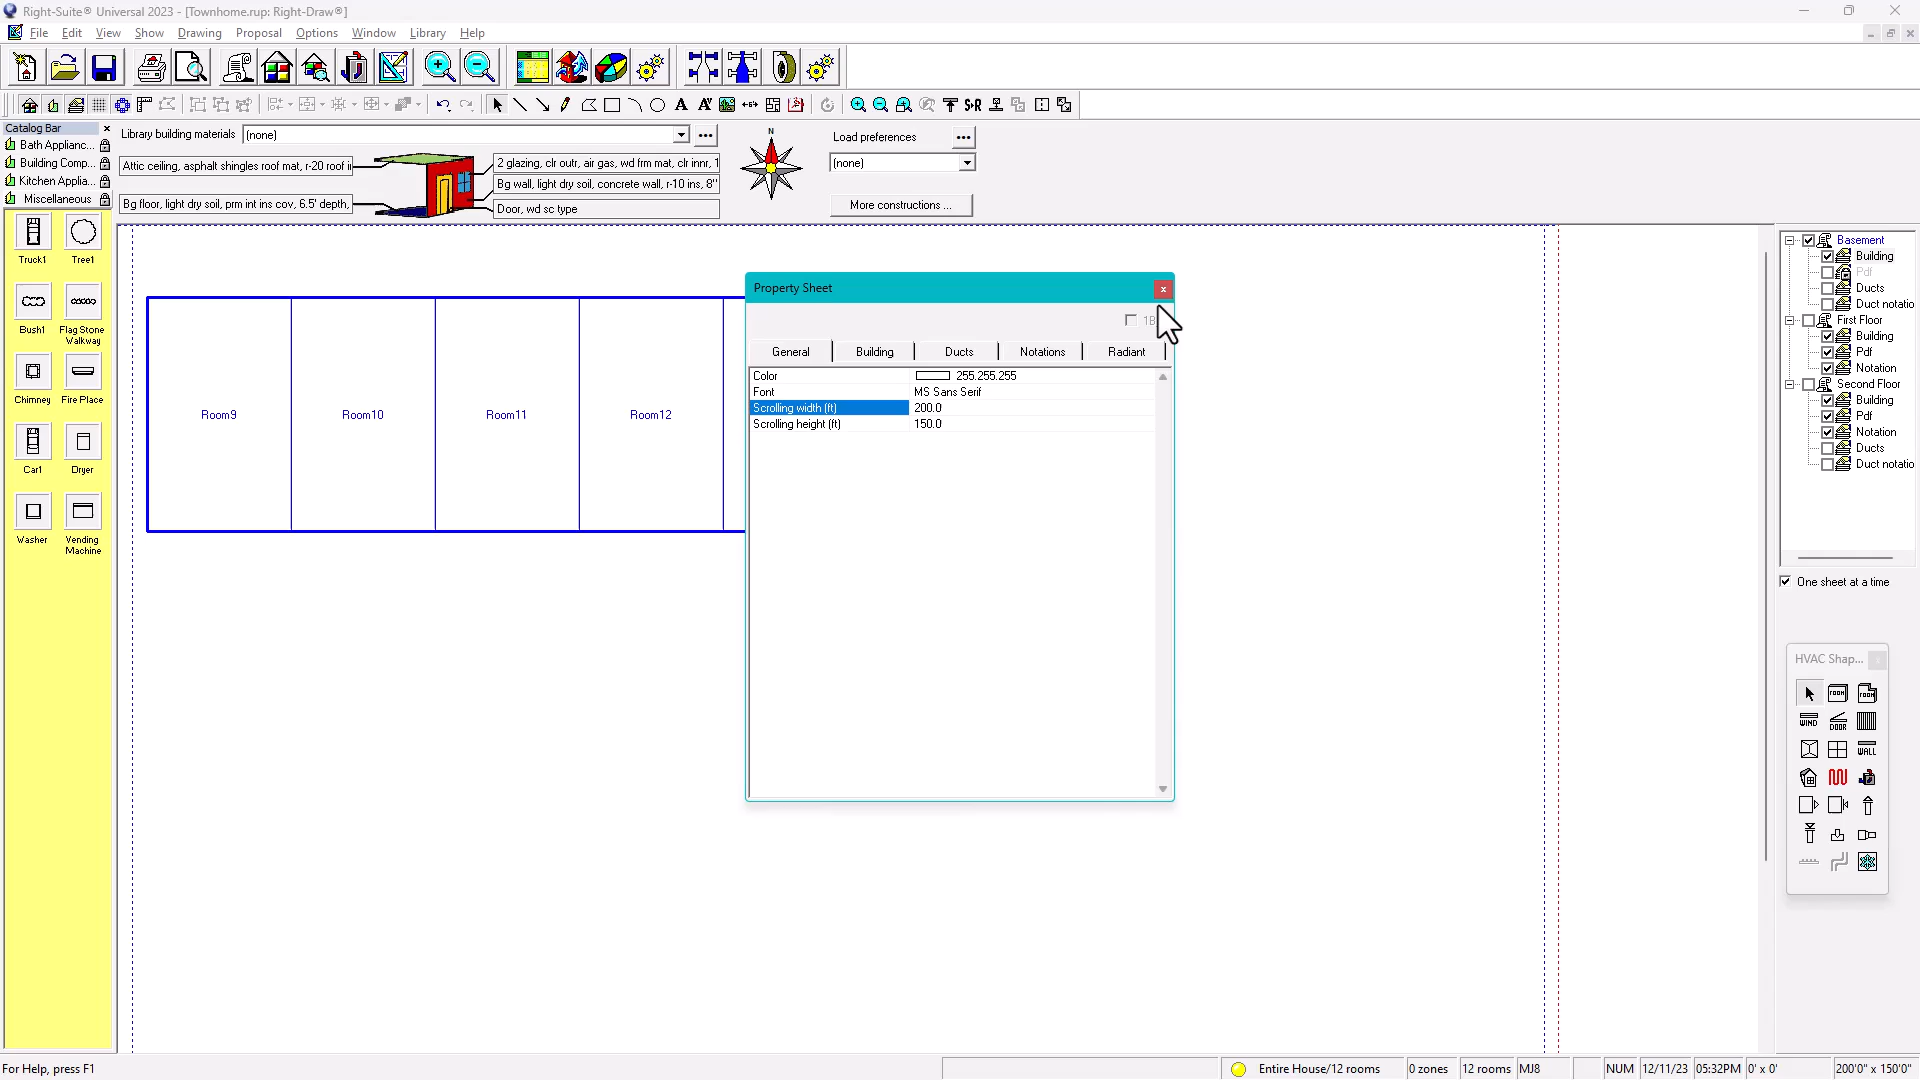 Right-Suite® Universal 2023 - [Townhome.rup: Right-Draw®]
File Edit View Show Drawing Proposal Options Window Library Help
Catalog Bar
Bath Applianc...
Building Comp...
Kitchen Applia...
Miscellaneous
Library building materials (none)
Attic ceiling, asphalt shingles roof mat, r-20 roof i
Bg floor, light dry soil, prm int ins cov, 6.5' depth,
2 glazing, clr outr, air gas, wd frm mat, clr innr, 1
Bg wall, light dry soil, concrete wall, r-10 ins, 8"
Door, wd sc type
N
Load preferences
(none)
More constructions ...
Truck1 Tree1
Bush1 Flag Stone Walkway
Chimney Fire Place
Car1 Dryer
Washer Vending Machine
Room9 Room10 Room11 Room12
Property Sheet
General Building Ducts Notations Radiant
Color 255.255.255
Font MS Sans Serif
Scrolling width (ft) 200.0
Scrolling height (ft) 150.0
Basement
Building
Pdf
Ducts
Duct notatio
First Floor
Building
Pdf
Notation
Second Floor
Building
Pdf
Notation
Ducts
Duct notatio
One sheet at a time
HVAC Shap...
ROOM ROOM
WIND DOOR
WALL
S-R
For Help, press F1
Entire House/12 rooms 0 zones 12 rooms MJ8 NUM 12/11/23 05:32PM 0' x 0' 200'0" x 150'0"